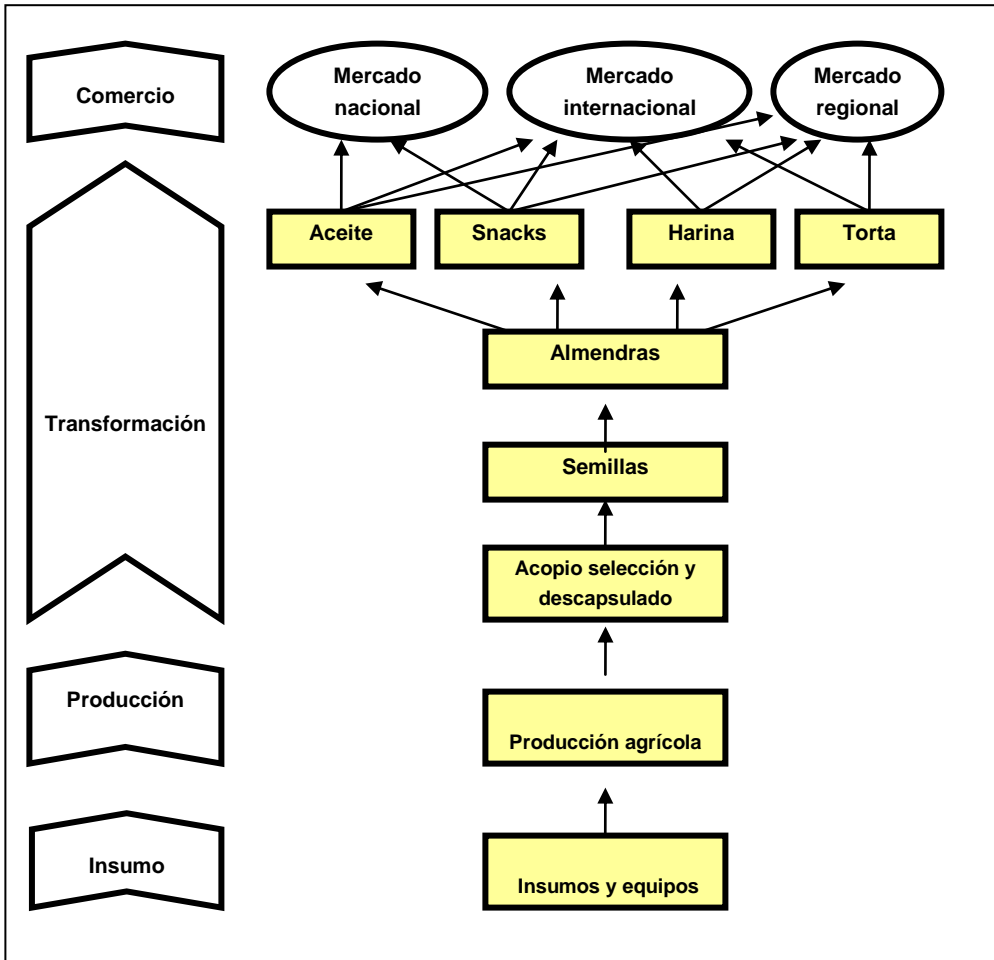 Comercio
Mercado
nacional
Mercado
internacional
Mercado
regional
Aceite
Snacks
Harina
Torta
Almendras
Transformación
Semillas
Acopio selección y
descapsulado
Producción
Producción agrícola
Insumo
Insumos y equipos